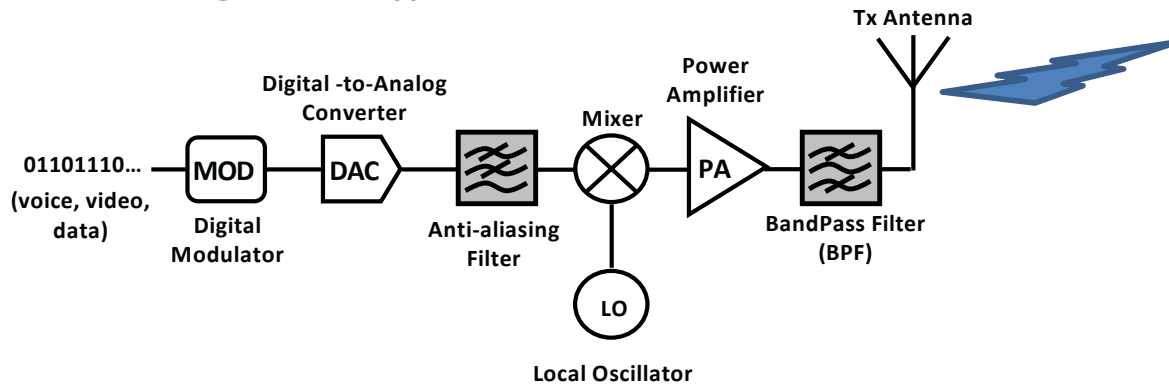 Tx Antenna
Power
Amplifier
Digital -to-Analog
Converter
Mixer
01101110...
MOD
DAC
PA
(voice, video,
data)
Digital
Modulator
Anti-aliasing
Filter
BandPass Filter
(BPF)
LO
Local Oscillator